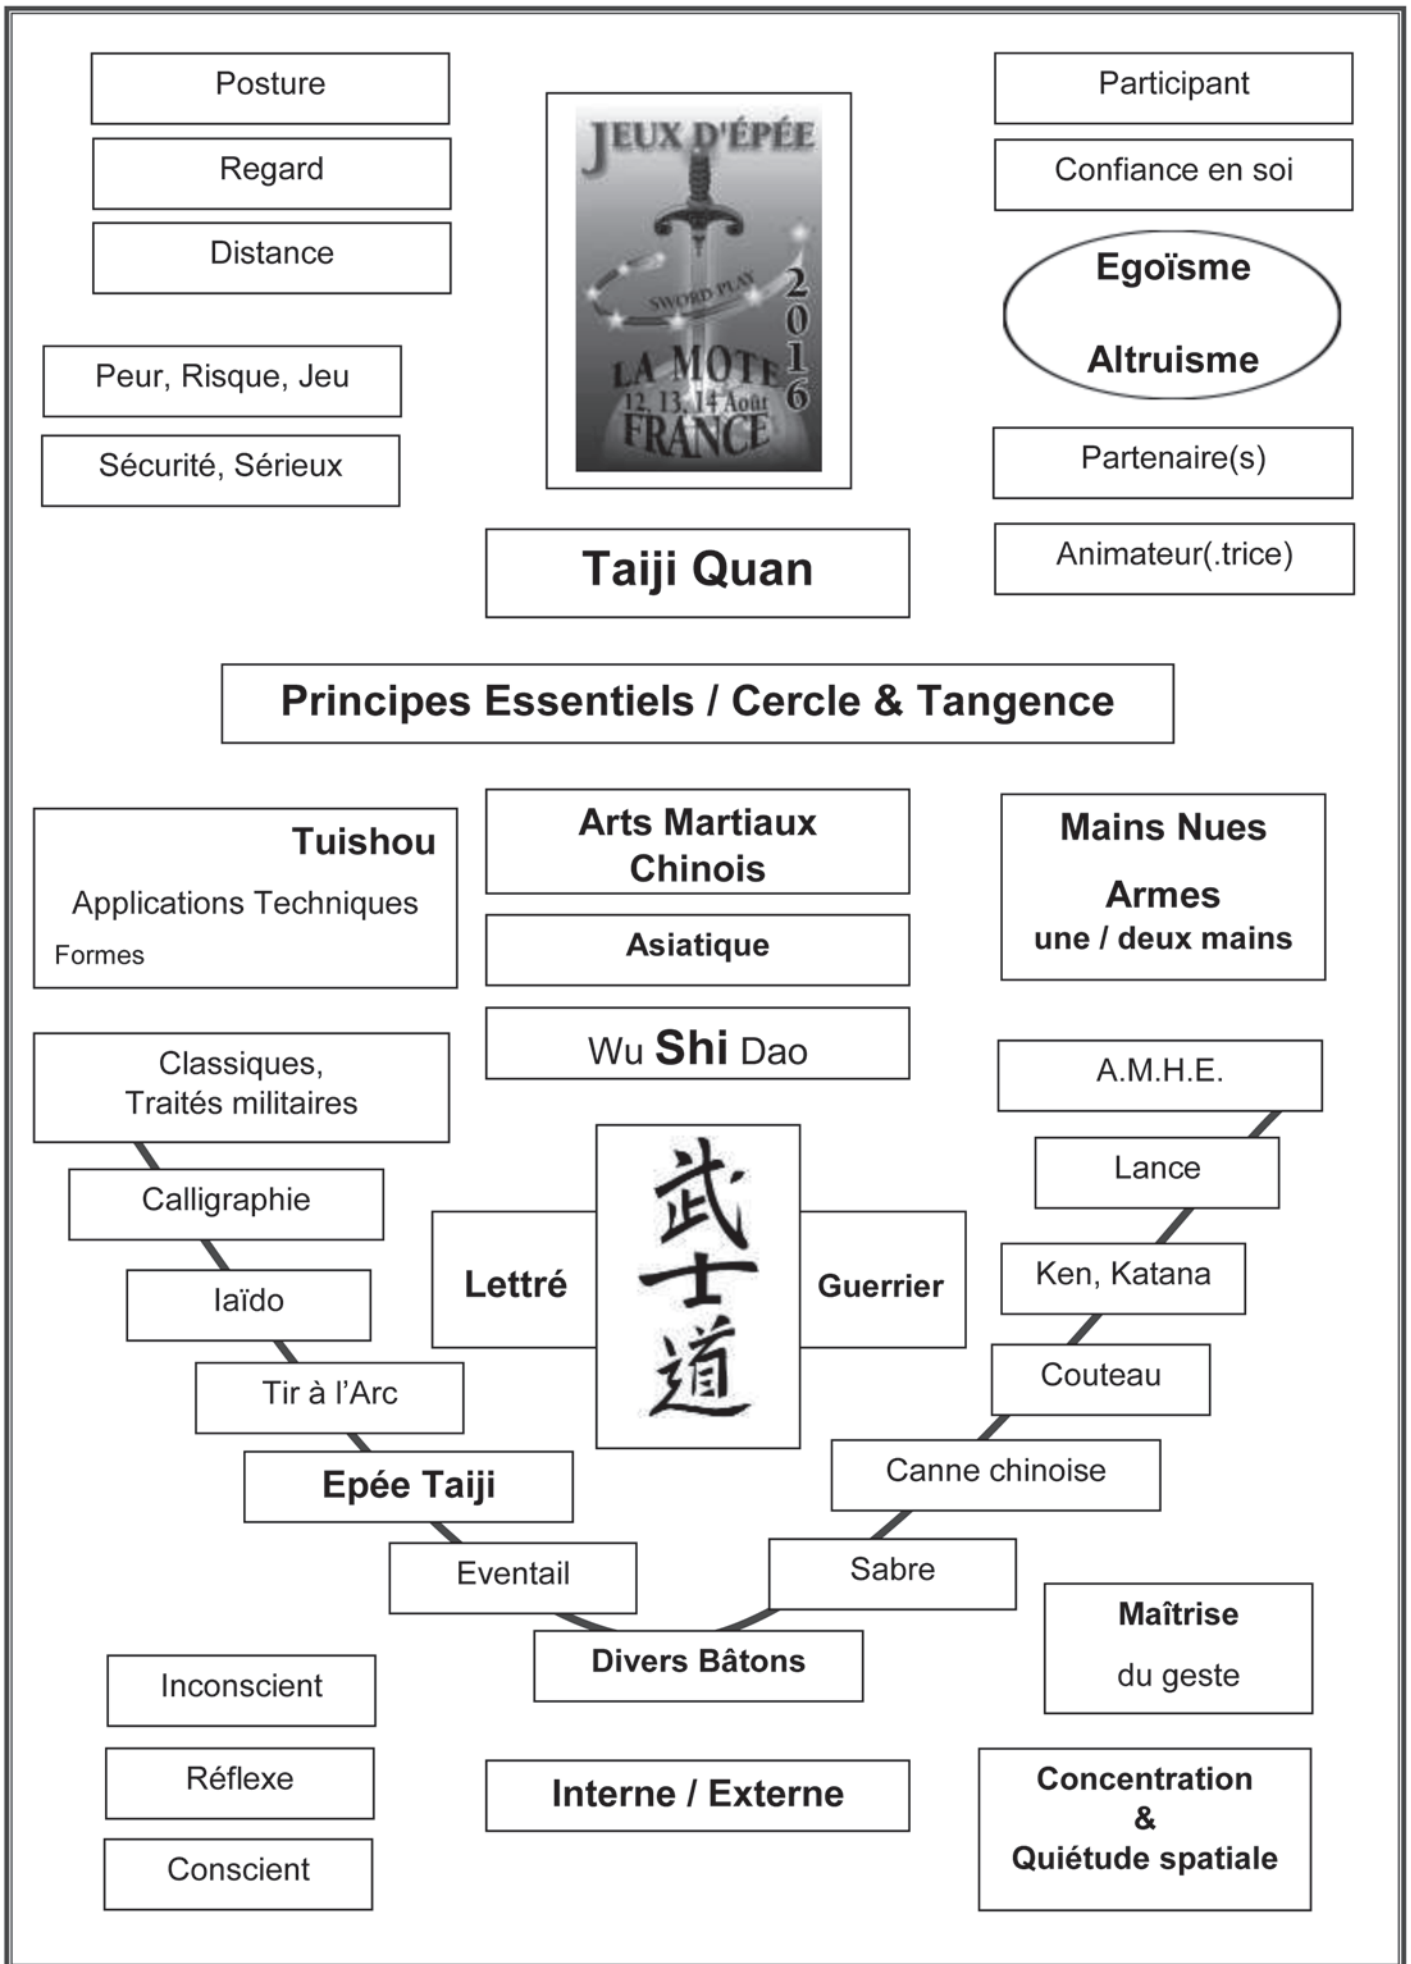 Posture
Regard
Distance
Peur, Risque, Jeu
Sécurité, Sérieux
JEUX D'ÉPÉE
SWORD PLAY
2016
LA MOTE
12, 13, 14 Août
FRANCE
Participant
Confiance en soi
Egoïsme
Altruisme
Partenaire(s)
Animateur(.trice)
Taiji Quan
Principes Essentiels / Cercle & Tangence
Tuishou
Applications Techniques
Formes
Arts Martiaux
Chinois
Asiatique
Wu Shi Dao
Mains Nues
Armes
une / deux mains
Classiques,
Traités militaires
Calligraphie
Iaïdo
Tir à l’Arc
Epée Taiji
Eventail
Lettré
武
士
道
Guerrier
A.M.H.E.
Lance
Ken, Katana
Couteau
Canne chinoise
Sabre
Divers Bâtons
Inconscient
Réflexe
Conscient
Interne / Externe
Maîtrise
du geste
Concentration
&
Quiétude spatiale